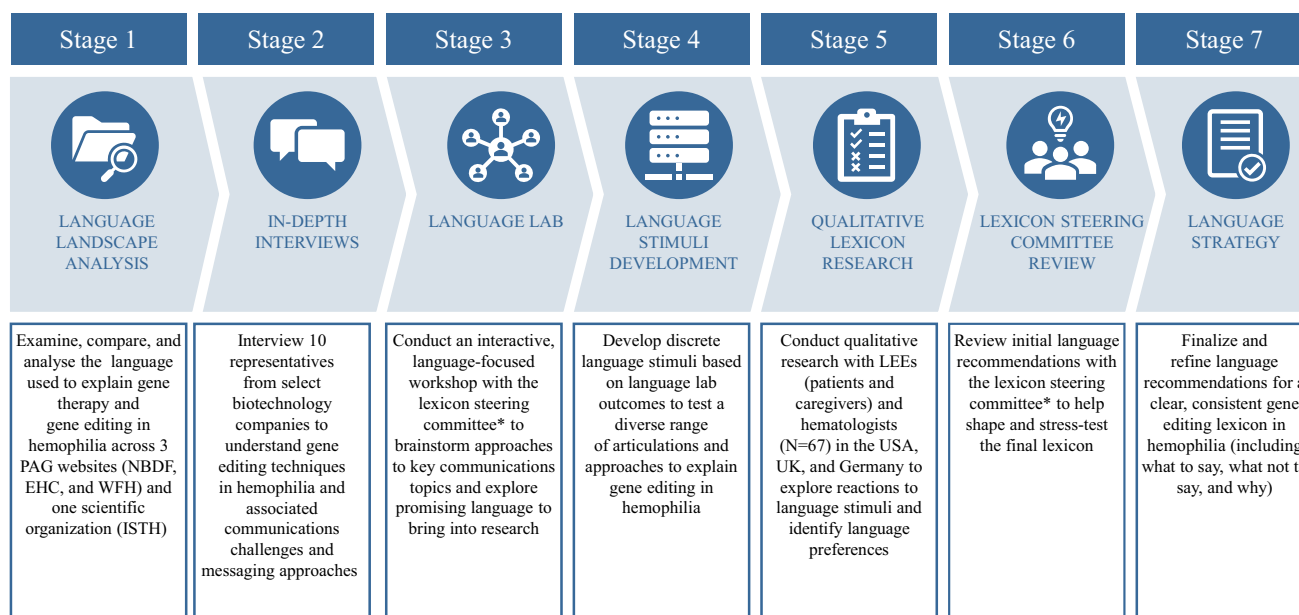 Stage 1
Stage 2
Stage 3
Stage 4
Stage 5
Stage 6
Stage 7
LANGUAGE
LANDSCAPE
ANALYSIS
IN-DEPTH
INTERVIEWS
LANGUAGE LAB
LANGUAGE
STIMULI
DEVELOPMENT
QUALITATIVE
LEXICON
RESEARCH
LEXICON STEERING
COMMITTEE
REVIEW
LANGUAGE
STRATEGY
Examine, compare, and
analyse the language
used to explain gene
therapy and
gene editing in
hemophilia across 3
PAG websites (NBDF,
EHC, and WFH) and
one scientific
organization (ISTH)
Interview 10
representatives
from select
biotechnology
companies to
understand gene
editing techniques
in hemophilia and
associated
communications
challenges and
messaging approaches
Conduct an interactive,
language-focused
workshop with the
lexicon steering
committee* to
brainstorm approaches
to key communications
topics and explore
promising language to
bring into research
Develop discrete
language stimuli based
on language lab
outcomes to test a
diverse range
of articulations and
approaches to explain
gene editing in
hemophilia
Conduct qualitative
research with LEEs
(patients and
caregivers) and
hematologists
(N=67) in the USA,
UK, and Germany to
explore reactions to
language stimuli and
identify language
preferences
Review initial language
recommendations with
the lexicon steering
committee* to help
shape and stress-test
the final lexicon
Finalize and
refine language
recommendations for a
clear, consistent gene
editing lexicon in
hemophilia (including
what to say, what not t
say, and why)